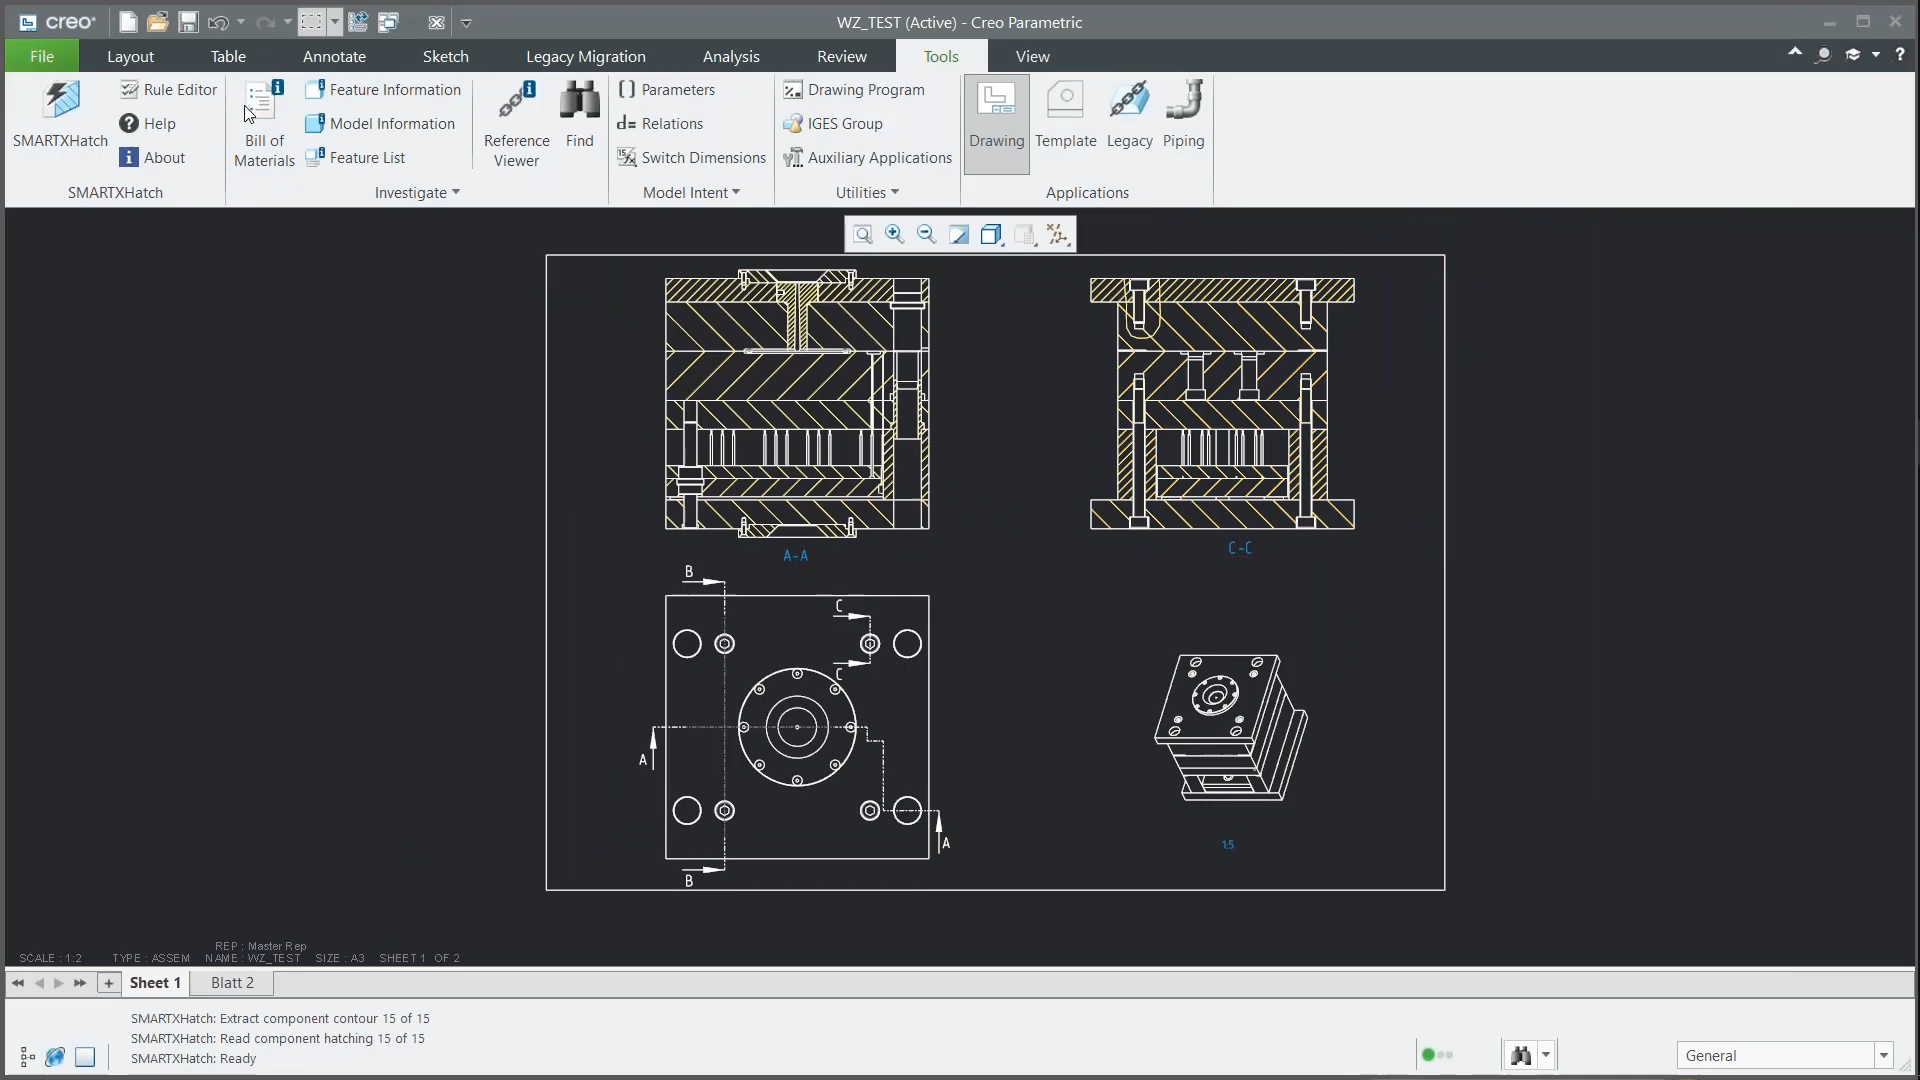 creo®
WZ_TEST (Active) - Creo Parametric
File
Layout
Table
Annotate
Sketch
Legacy Migration
Analysis
Review
Tools
View
SMARTXHatch
Rule Editor
Help
About
SMARTXHatch
Bill of Materials
Feature Information
Model Information
Feature List
Reference Viewer
Find
Investigate
Parameters
Relations
Switch Dimensions
Model Intent
Drawing Program
IGES Group
Auxiliary Applications
Utilities
Drawing
Template
Legacy
Piping
Applications
A-A
C-C
B
C
C
A
A
B
1:5
REP : Master Rep
SCALE : 1:2 TYPE : ASSEM NAME : WZ_TEST SIZE : A3 SHEET 1 OF 2
Sheet 1
Blatt 2
SMARTXHatch: Extract component contour 15 of 15
SMARTXHatch: Read component hatching 15 of 15
SMARTXHatch: Ready
General